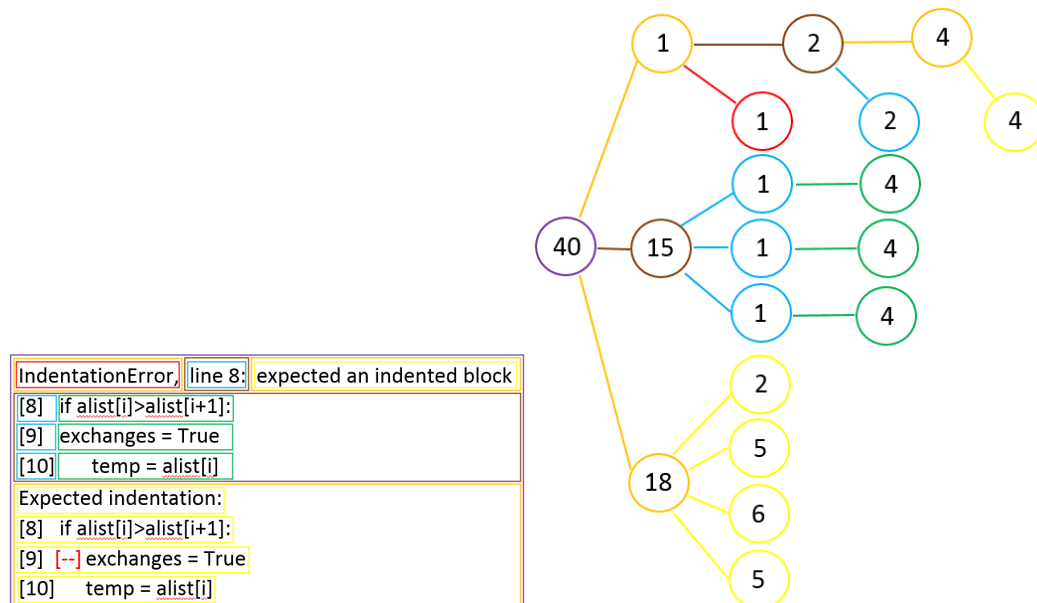 1 2 4
1 2 4
1 4
40 15 1 4
1 4
IndentationError, line 8: expected an indented block
[8] if alist[i]>alist[i+1]:
[9] exchanges = True
[10] temp = alist[i]
Expected indentation:
[8] if alist[i]>alist[i+1]:
[9] [--] exchanges = True
[10] temp = alist[i]
2
5
18
6
5